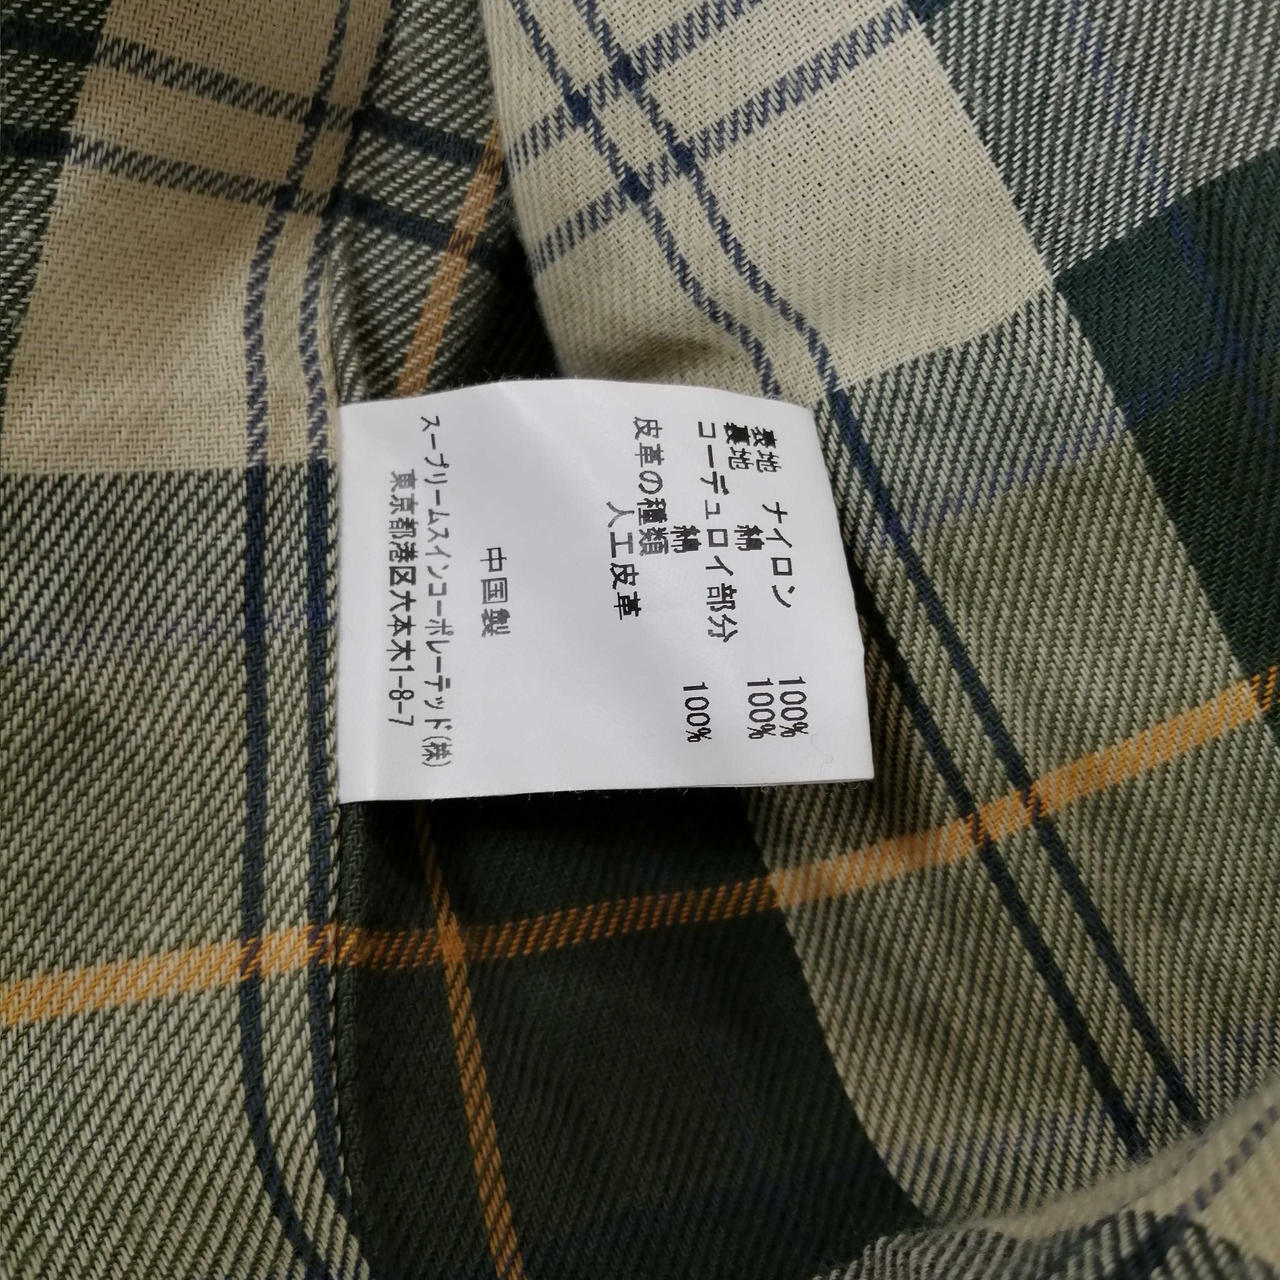 表地　ナイロン　100%
裏地　綿　100%
コーデュロイ部分
綿　100%
皮革の種類
人工皮革
中国製
スープリームスインコーポレーテッド(株)
東京都港区六本木1-8-7